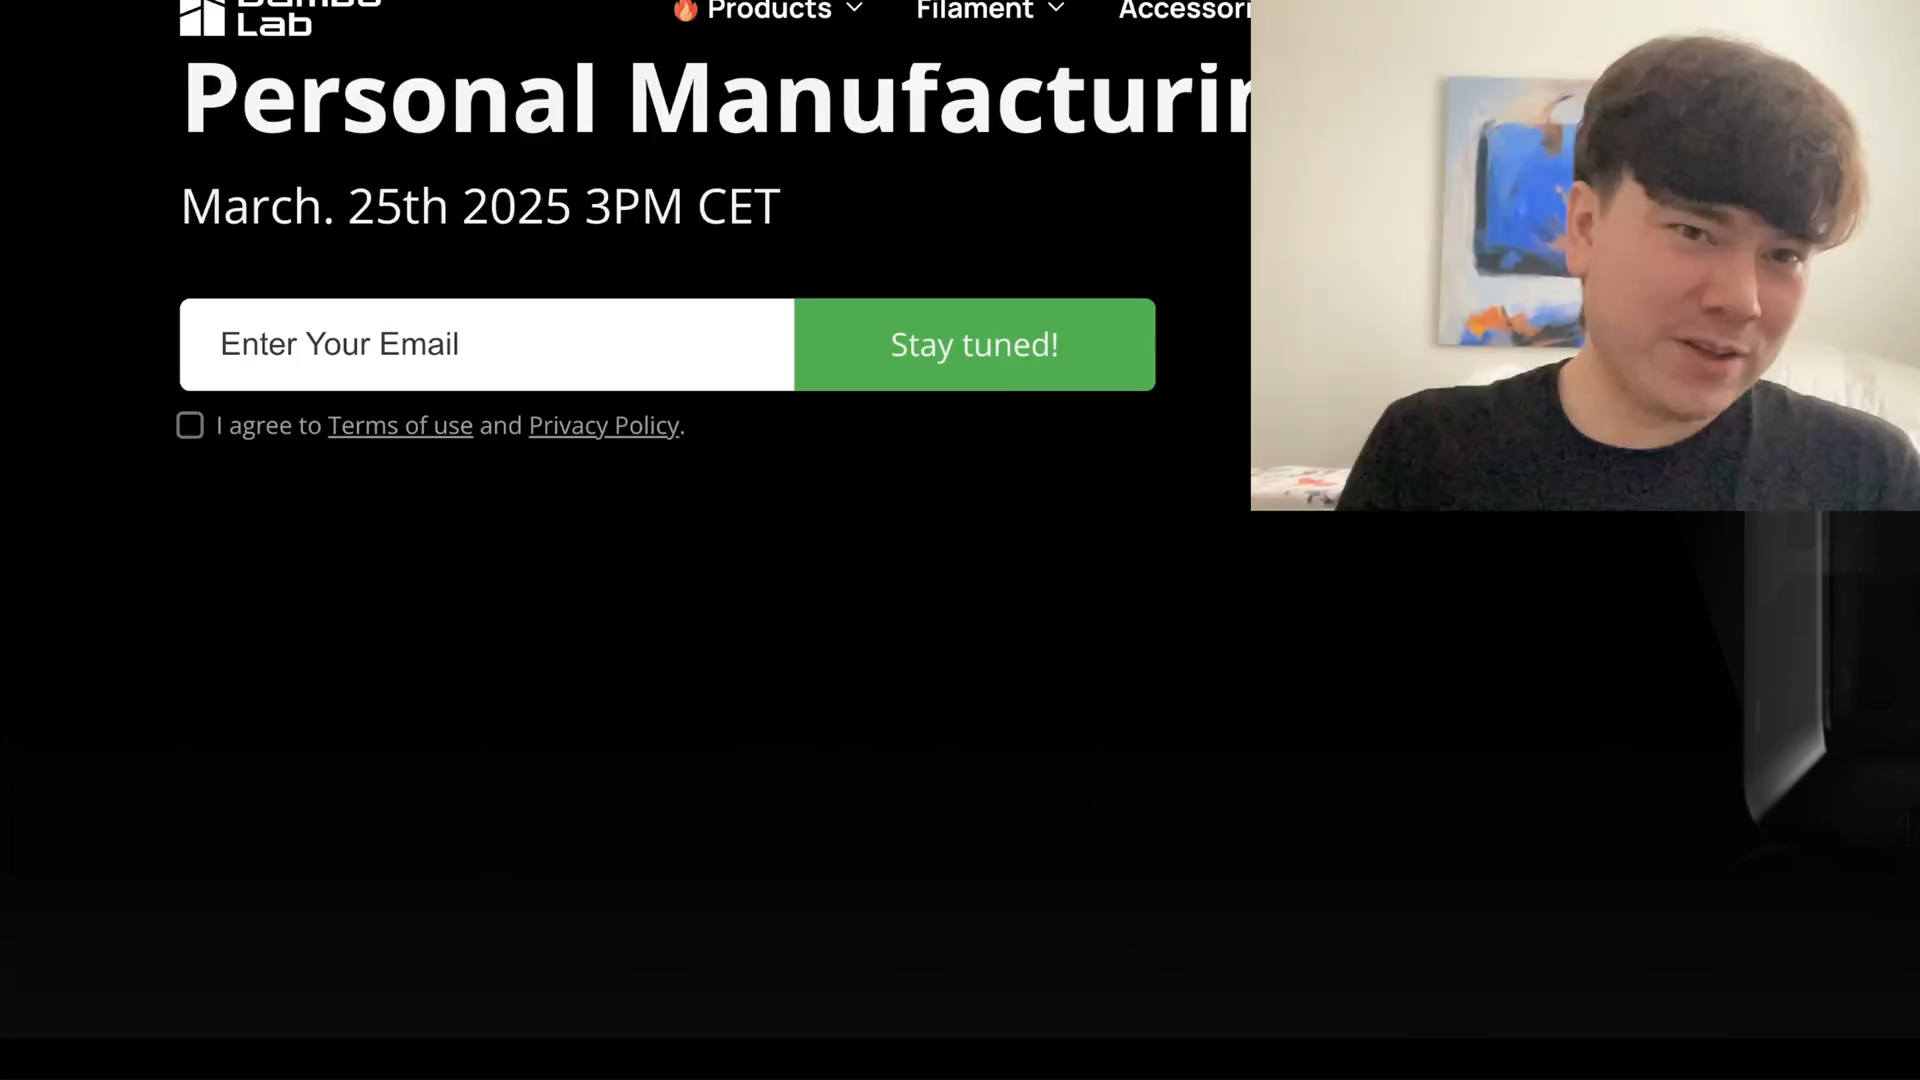 Lab
🔥 Products
Filament
Personal Manufacturin
March. 25th 2025 3PM CET
Enter Your Email
Stay tuned!
I agree to Terms of use and Privacy Policy.